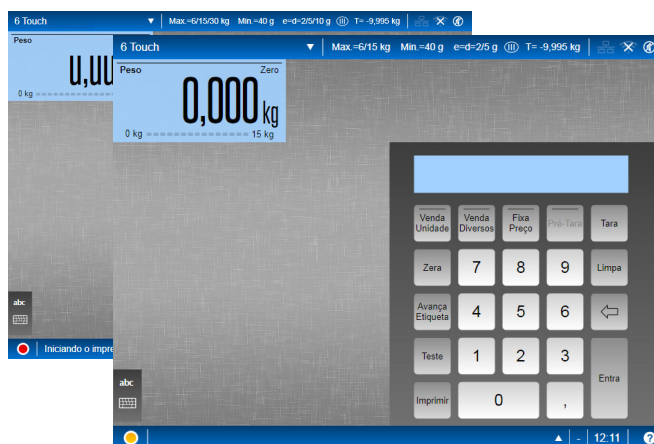 6 Touch ▼ Max.=6/15/30 kg Min.=40 g e=d=2/5/10 g (III) T= -9,995 kg
Peso
0 kg
abc
Iniciando o impre
6 Touch ▼ Max.=6/15 kg Min.=40 g e=d=2/5 g (III) T= -9,995 kg
Peso Zero
0,000 kg
0 kg 15 kg
Venda Venda Fixa Pré-Tara Tara
Unidade Diversos Preço
Zera 7 8 9 Limpa
Avança 4 5 6
Etiqueta
Teste 1 2 3
Entra
Imprimir 0 ,
abc
▲ - 12:11 ?